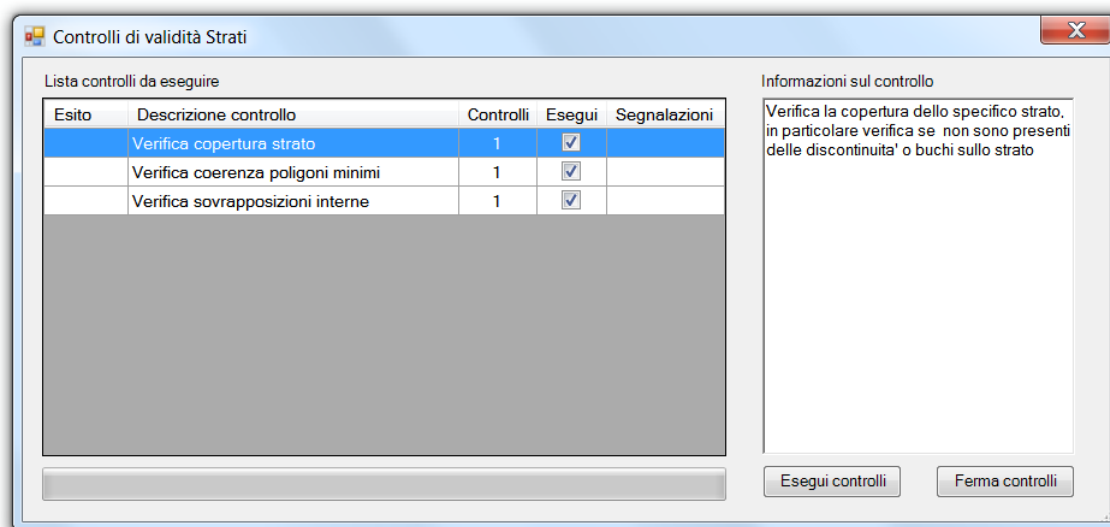 Controlli di validità Strati
Lista controlli da eseguire
Informazioni sul controllo
Esito Descrizione controllo Controlli Esegui Segnalazioni
Verifica copertura strato 1
Verifica coerenza poligoni minimi 1
Verifica sovrapposizioni interne 1
Verifica la copertura dello specifico strato,
in particolare verifica se non sono presenti
delle discontinuita' o buchi sullo strato
Esegui controlli Ferma controlli